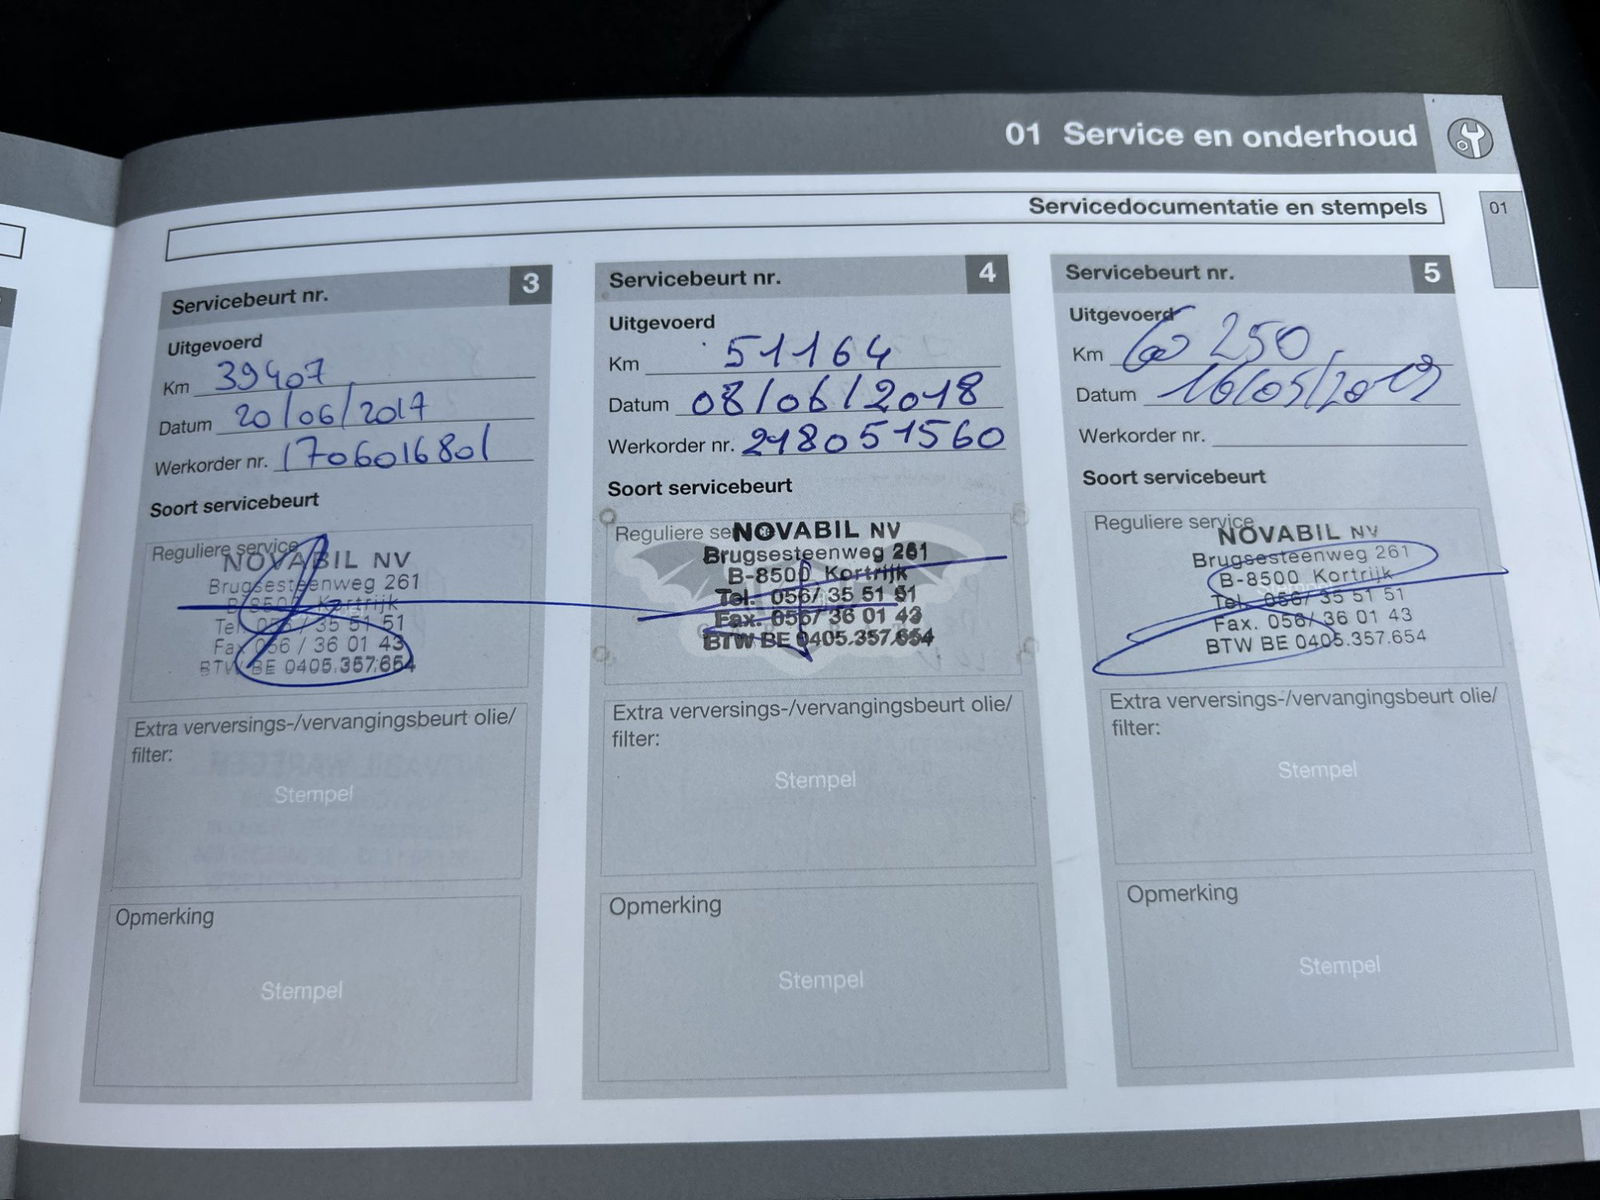 01 Service en onderhoud
Servicedocumentatie en stempels
01
Servicebeurt nr. 3
Uitgevoerd
Km 39407
Datum 20/06/2017
Werkorder nr. 1706016801
Soort servicebeurt
Reguliere service
NOVABIL NV
Brugsesteenweg 261
B-8500 Kortrijk
Tel. 056 / 35 51 51
Fax 056 / 36 01 43
BTW BE 0405.357.654
Extra verversings-/vervangingsbeurt olie/
filter:
Stempel
Opmerking
Stempel
Servicebeurt nr. 4
Uitgevoerd
Km 51164
Datum 08/06/2018
Werkorder nr. 218051560
Soort servicebeurt
Reguliere se
NOVABIL NV
Brugsesteenweg 261
B-8500 Kortrijk
Tel. 056/ 35 51 51
Fax. 056/ 36 01 43
BTW BE 0405.357.654
Extra verversings-/vervangingsbeurt olie/
filter:
Stempel
Opmerking
Stempel
Servicebeurt nr. 5
Uitgevoerd
Km 60 250
Datum 16/05/2019
Werkorder nr.
Soort servicebeurt
Reguliere service
NOVABIL NV
Brugsesteenweg 261
B-8500 Kortrijk
Tel. 056/ 35 51 51
Fax. 056/ 36 01 43
BTW BE 0405.357.654
Extra verversings-/vervangingsbeurt olie/
filter:
Stempel
Opmerking
Stempel